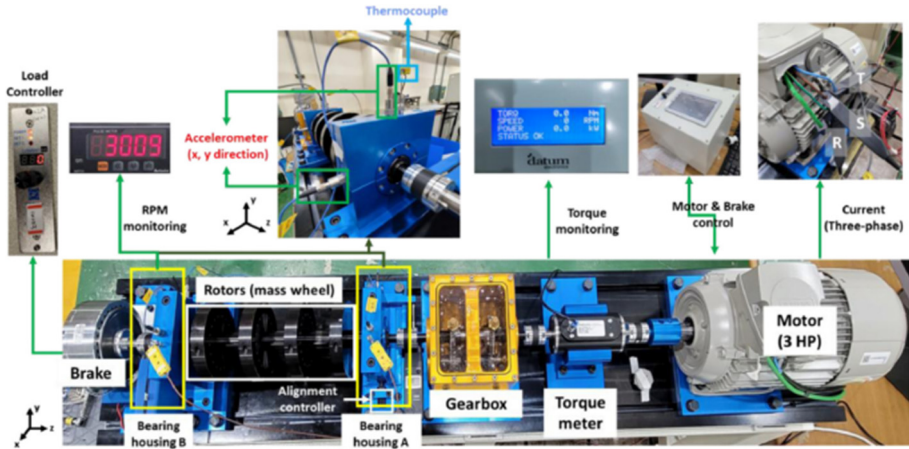 Thermocouple
Load
Controller
3009
Accelerometer
(x, y direction)
RPM
monitoring
TORQ 0.0 Nm
SPEED 0 RPM
POWER 0.0 kW
STATUS OK
datum
Torque
monitoring
Motor & Brake
control
T
S
R
Current
(Three-phase)
y
x
z
Rotors (mass wheel)
Brake
Alignment
controller
Gearbox
Torque
meter
Motor
(3 HP)
y
z
x
Bearing
housing B
Bearing
housing A